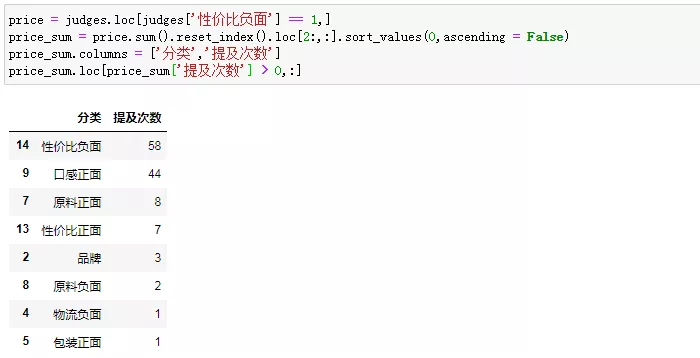 price = judges.loc[judges['性价比负面'] == 1,]
price_sum = price.sum().reset_index().loc[2:,:].sort_values(0,ascending = False)
price_sum.columns = ['分类','提及次数']
price_sum.loc[price_sum['提及次数'] > 0,:]
分类 提及次数
14 性价比负面 58
9 口感正面 44
7 原料正面 8
13 性价比正面 7
2 品牌 3
8 原料负面 2
4 物流负面 1
5 包装正面 1